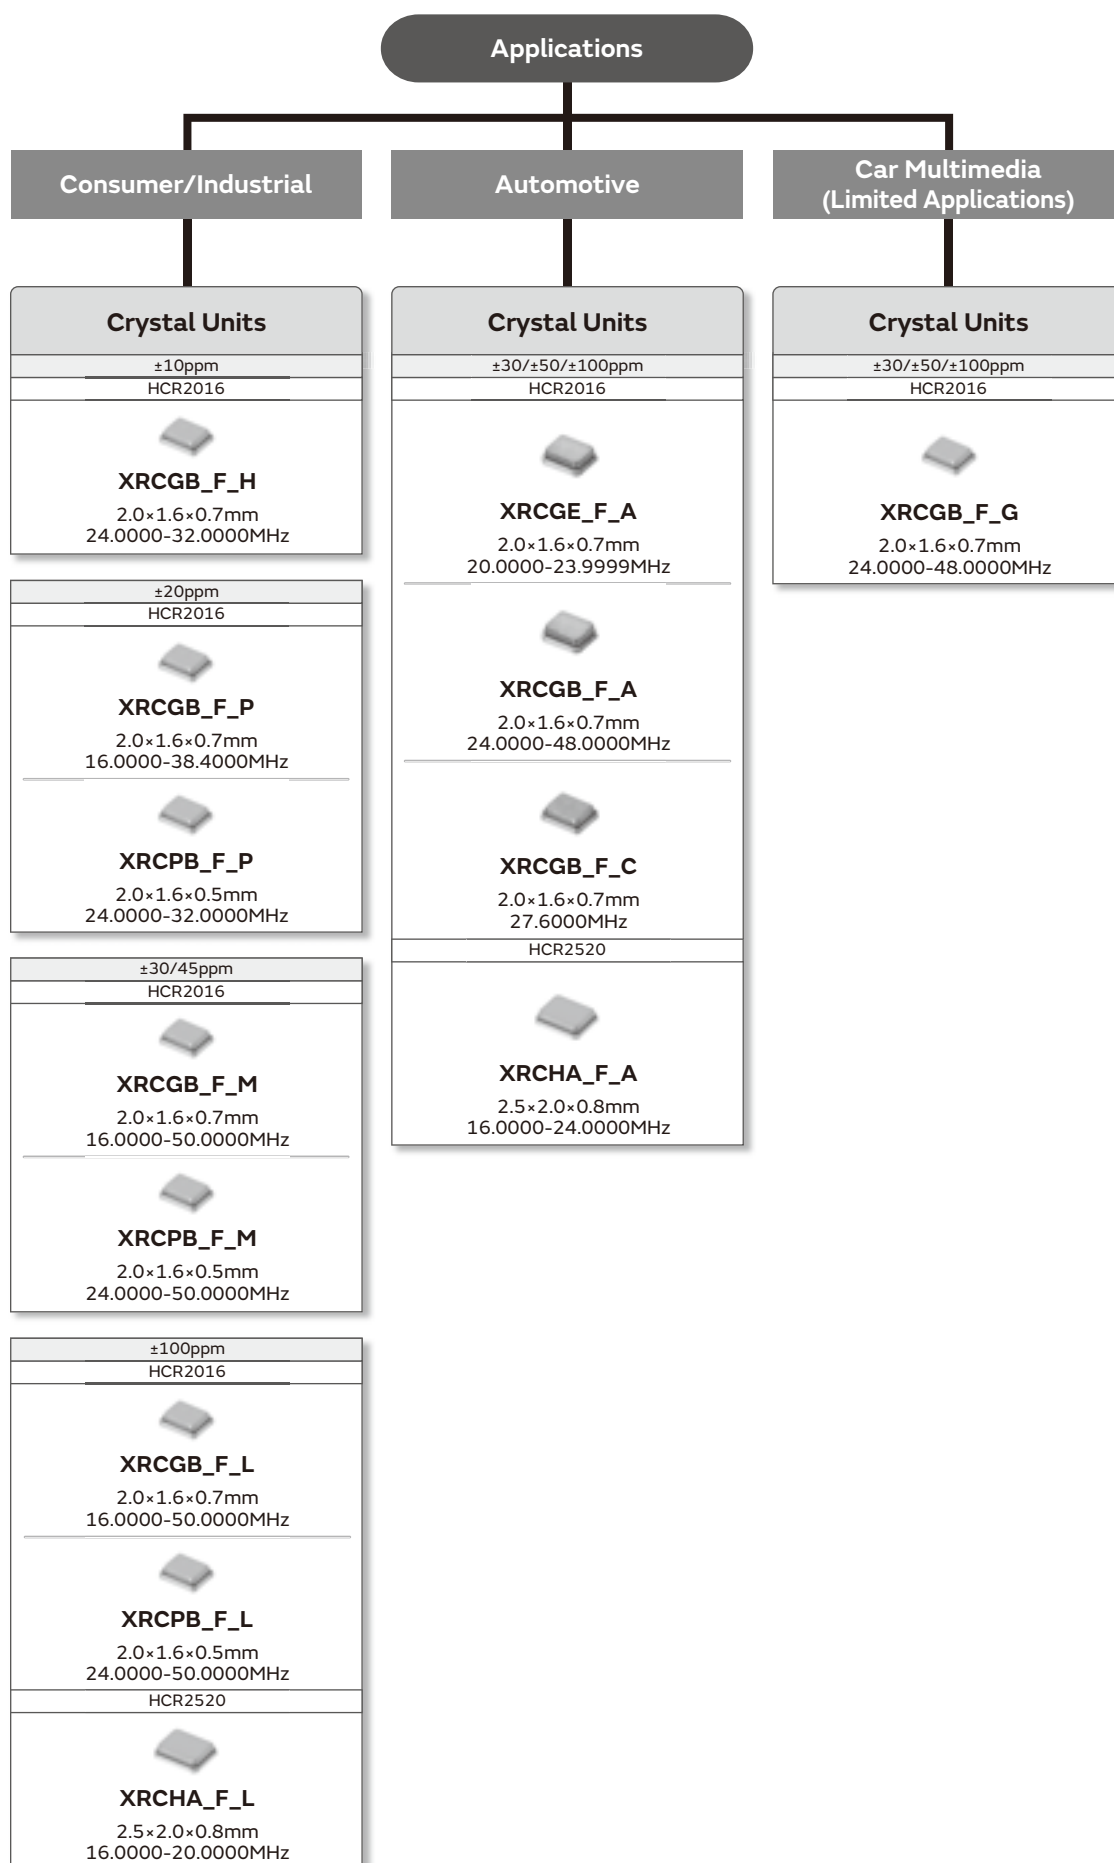 Applications
Consumer/Industrial
Crystal Units
±10ppm
HCR2016
XRCGB_F_H
2.0×1.6×0.7mm
24.0000-32.0000MHz
±20ppm
HCR2016
XRCGB_F_P
2.0×1.6×0.7mm
16.0000-38.4000MHz
XRCPB_F_P
2.0×1.6×0.5mm
24.0000-32.0000MHz
±30/45ppm
HCR2016
XRCGB_F_M
2.0×1.6×0.7mm
16.0000-50.0000MHz
XRCPB_F_M
2.0×1.6×0.5mm
24.0000-50.0000MHz
±100ppm
HCR2016
XRCGB_F_L
2.0×1.6×0.7mm
16.0000-50.0000MHz
XRCPB_F_L
2.0×1.6×0.5mm
24.0000-50.0000MHz
HCR2520
XRCHA_F_L
2.5×2.0×0.8mm
16.0000-20.0000MHz
Automotive
Crystal Units
±30/±50/±100ppm
HCR2016
XRCGE_F_A
2.0×1.6×0.7mm
20.0000-23.9999MHz
XRCGB_F_A
2.0×1.6×0.7mm
24.0000-48.0000MHz
XRCGB_F_C
2.0×1.6×0.7mm
27.6000MHz
HCR2520
XRCHA_F_A
2.5×2.0×0.8mm
16.0000-24.0000MHz
Car Multimedia
(Limited Applications)
Crystal Units
±30/±50/±100ppm
HCR2016
XRCGB_F_G
2.0×1.6×0.7mm
24.0000-48.0000MHz